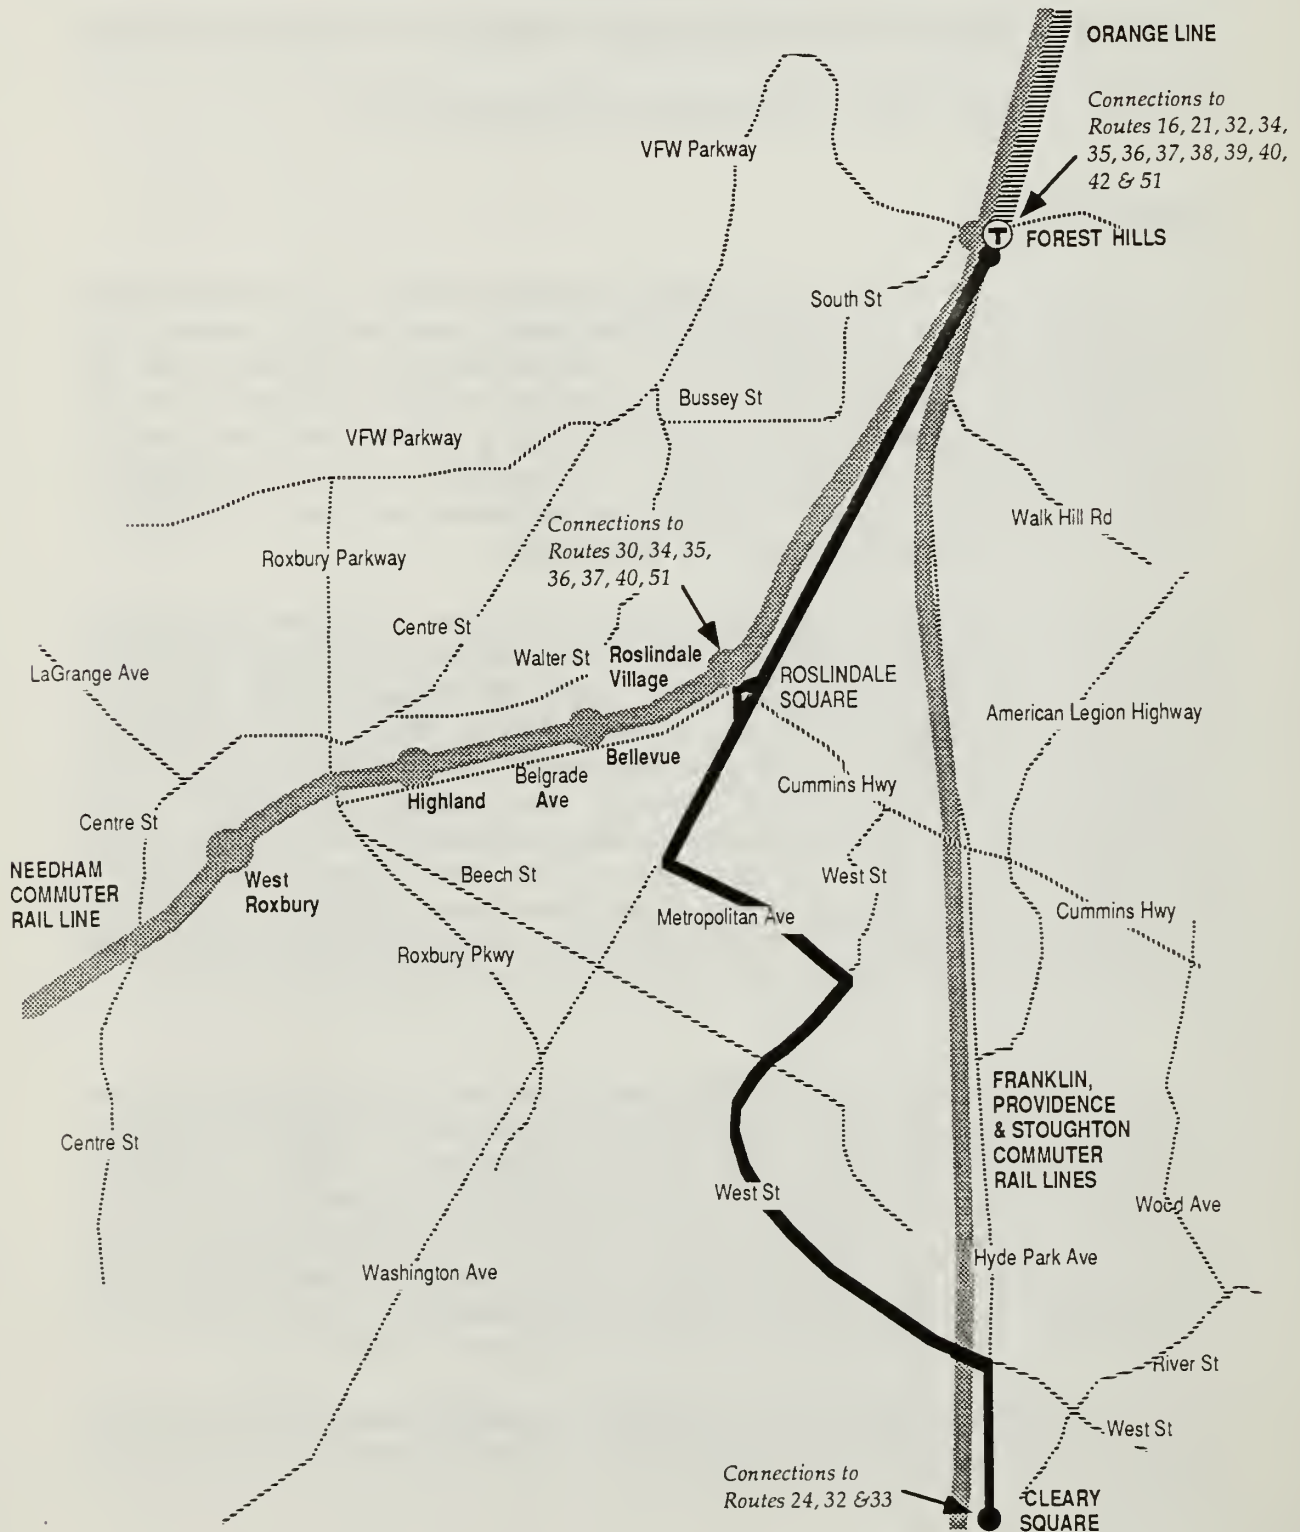 ORANGE LINE
Connections to
Routes 16, 21, 32, 34,
35, 36, 37, 38, 39, 40,
42 & 51
VFW Parkway
T
FOREST HILLS
South St
Bussey St
VFW Parkway
Walk Hill Rd
Connections to
Routes 30, 34, 35,
36, 37, 40, 51
Roxbury Parkway
Centre St
Walter St
Roslindale
Village
LaGrange Ave
ROSLINDALE
SQUARE
American Legion Highway
Bellevue
Belgrade
Ave
Cummins Hwy
Highland
Centre St
NEEDHAM
COMMUTER
RAIL LINE
West
Roxbury
Beech St
West St
Metropolitan Ave
Cummins Hwy
Roxbury Pkwy
FRANKLIN,
PROVIDENCE
& STOUGHTON
COMMUTER
RAIL LINES
Centre St
West St
Wood Ave
Hyde Park Ave
Washington Ave
River St
West St
Connections to
Routes 24, 32 &33
CLEARY
SQUARE